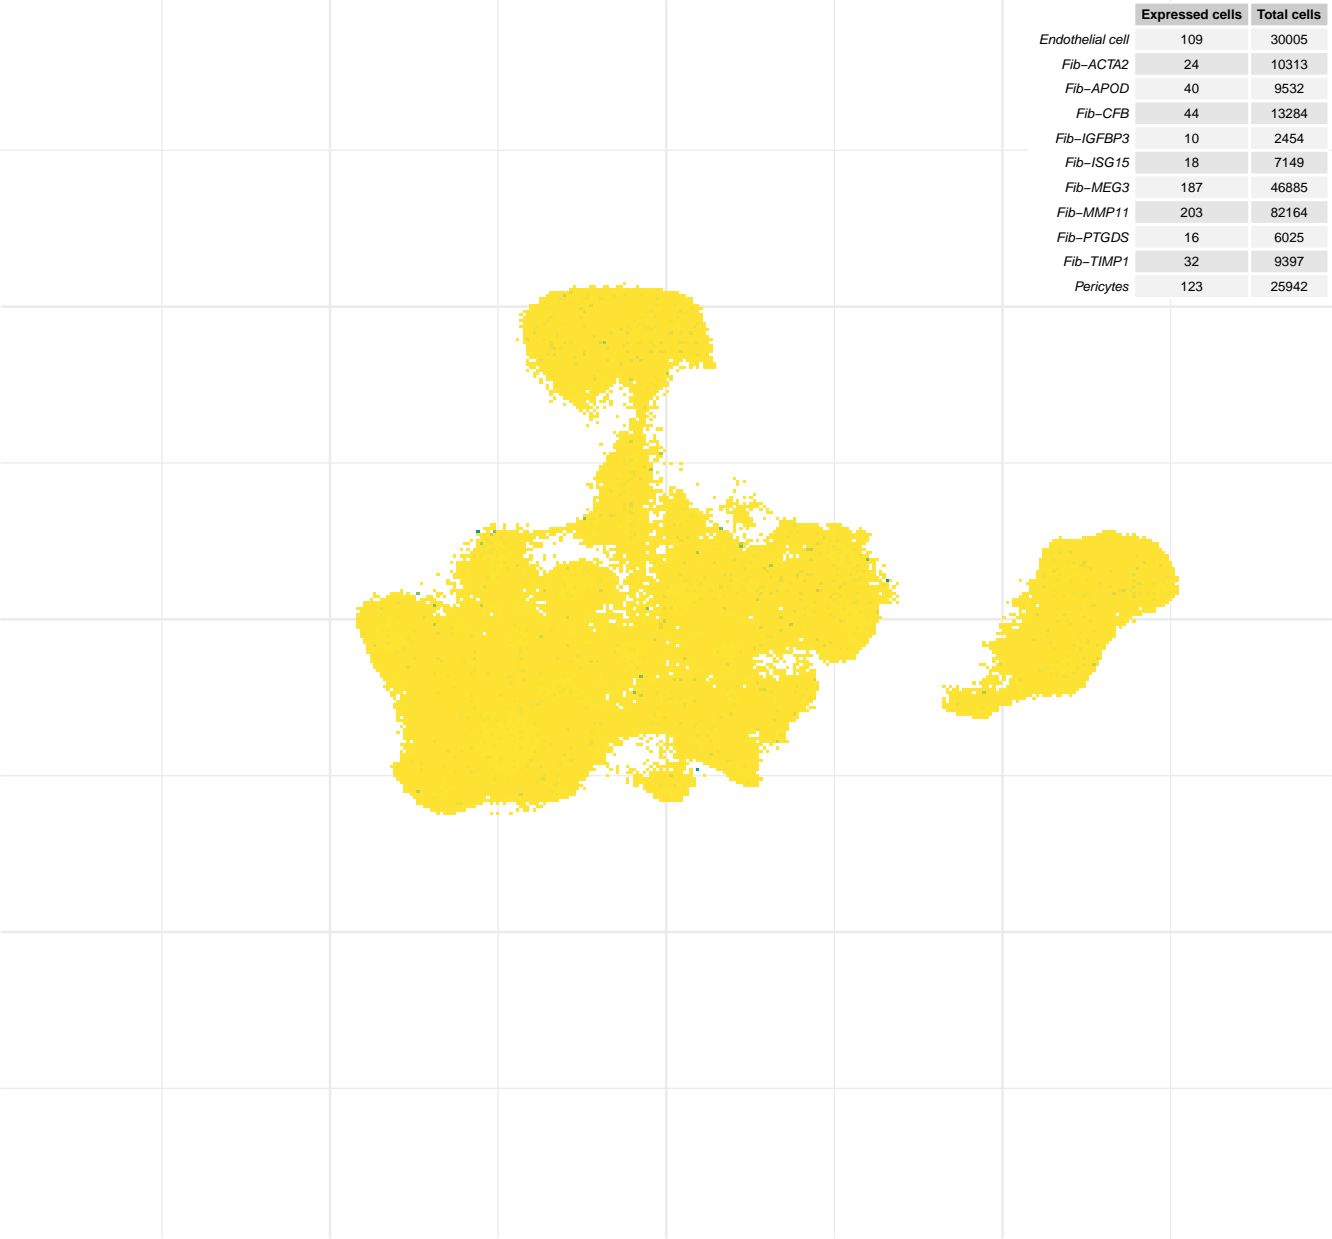 Expressed cells Total cells
Endothelial cell 109 30005
Fib−ACTA2 24 10313
Fib−APOD 40 9532
Fib−CFB 44 13284
Fib−IGFBP3 10 2454
Fib−ISG15 18 7149
Fib−MEG3 187 46885
Fib−MMP11 203 82164
Fib−PTGDS 16 6025
Fib−TIMP1 32 9397
Pericytes 123 25942